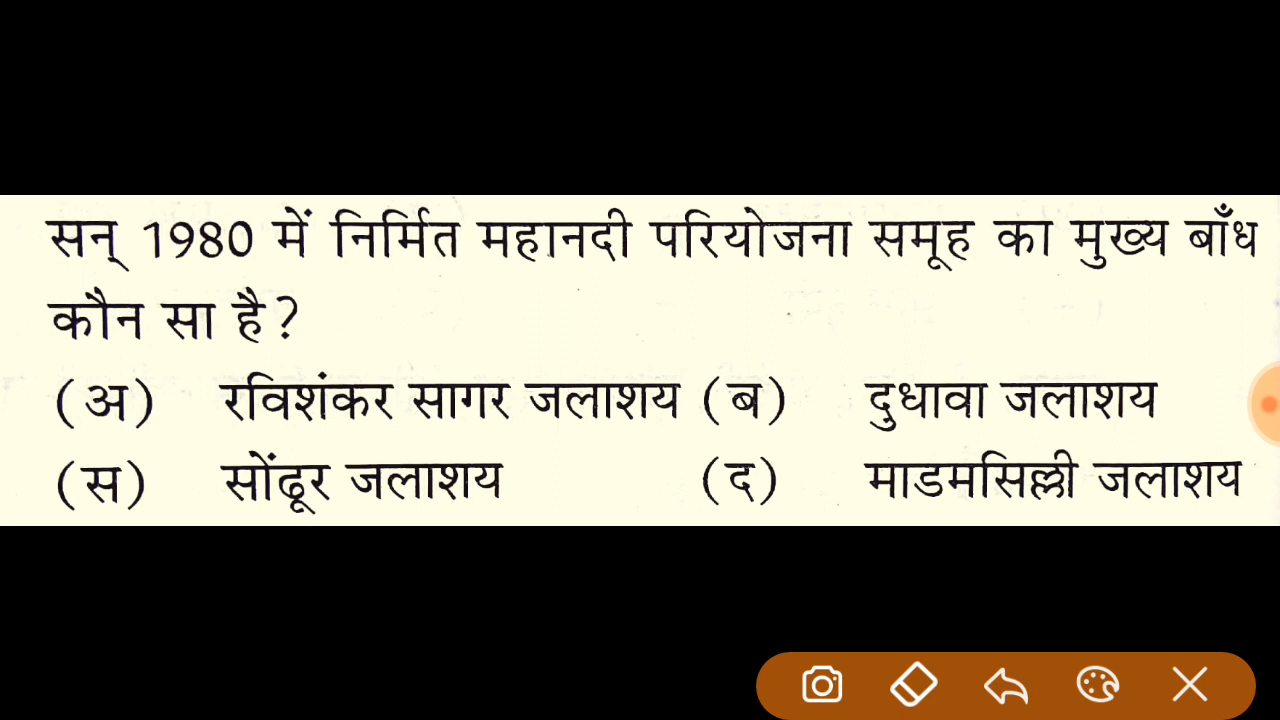 सन् 1980 में निर्मित महानदी परियोजना समूह का मुख्य बाँध
कौन सा है?
(अ) रविशंकर सागर जलाशय (ब) दुधावा जलाशय
(स) सोंढूर जलाशय (द) माडमसिल्ली जलाशय